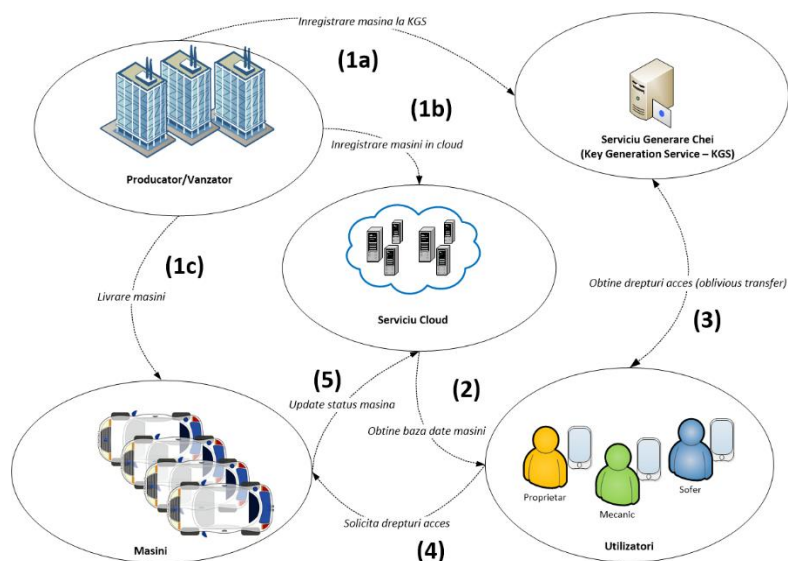 Inregistrare masina la KGS
(1a)
(1b)
Serviciu Generare Chei
(Key Generation Service – KGS)
Inregistrare masini in cloud
Producator/Vanzator
(1c)
Livrare masini
Obtine drepturi acces (oblivious transfer)
(3)
Serviciu Cloud
(5)
(2)
Update status masina
Obtine baza date masini
Proprietar
Mecanic
Sofer
Solicita drepturi acces
Masini
(4)
Utilizatori